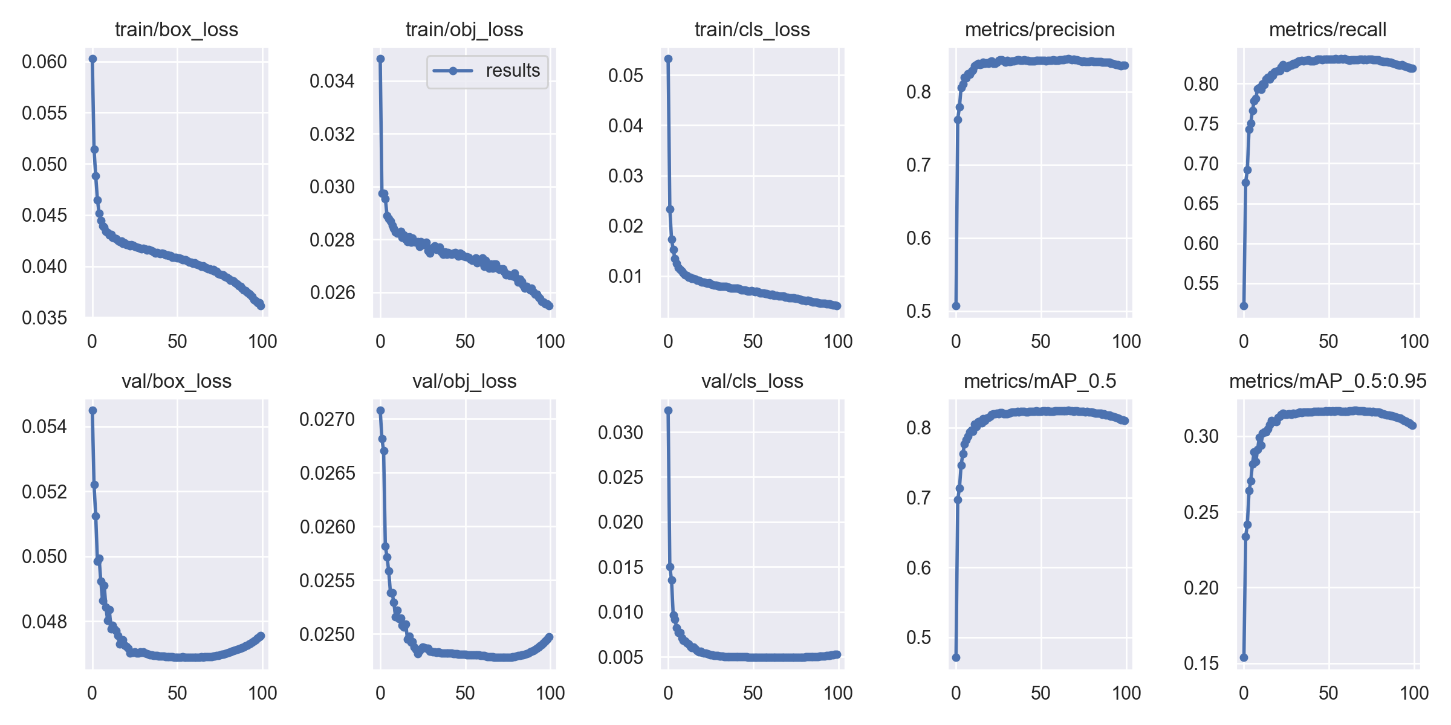 train/box_loss
0.060
0.055
0.050
0.045
0.040
0.035
0 50 100
train/obj_loss
results
0.034
0.032
0.030
0.028
0.026
0 50 100
train/cls_loss
0.05
0.04
0.03
0.02
0.01
0 50 100
metrics/precision
0.8
0.7
0.6
0.5
0 50 100
metrics/recall
0.80
0.75
0.70
0.65
0.60
0.55
0 50 100
val/box_loss
0.054
0.052
0.050
0.048
0 50 100
val/obj_loss
0.0270
0.0265
0.0260
0.0255
0.0250
0 50 100
val/cls_loss
0.030
0.025
0.020
0.015
0.010
0.005
0 50 100
metrics/mAP_0.5
0.8
0.7
0.6
0.5
0 50 100
metrics/mAP_0.5:0.95
0.30
0.25
0.20
0.15
0 50 100